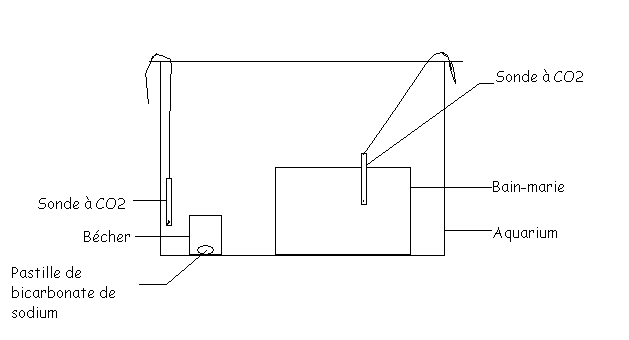 Sonde à CO2
Bain-marie
Sonde à CO2
Bécher
Aquarium
Pastille de
bicarbonate de
sodium